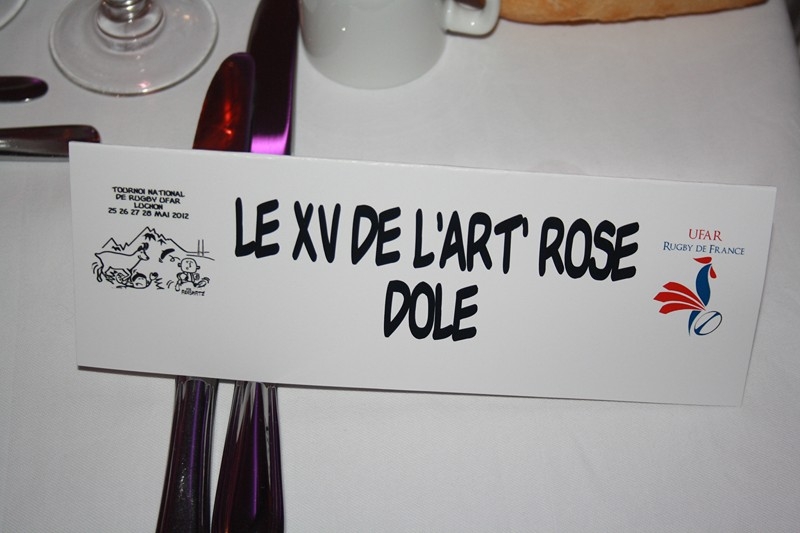 TOURNOI NATIONAL
DE RUGBY UFAR
LUCHON
25 26 27 28 MAI 2012
LE XV DE L'ART' ROSE
DOLE
UFAR
RUGBY DE FRANCE